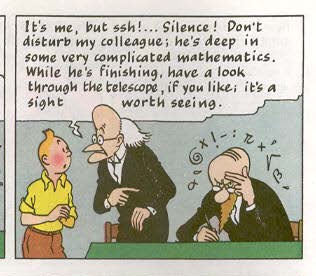 It's me, but ssh!... Silence! Don't
disturb my colleague; he's deep in
some very complicated mathematics.
While he's finishing, have a look
through the telescope, if you like; it's a
sight worth seeing.
@x!-:π+
x√
B